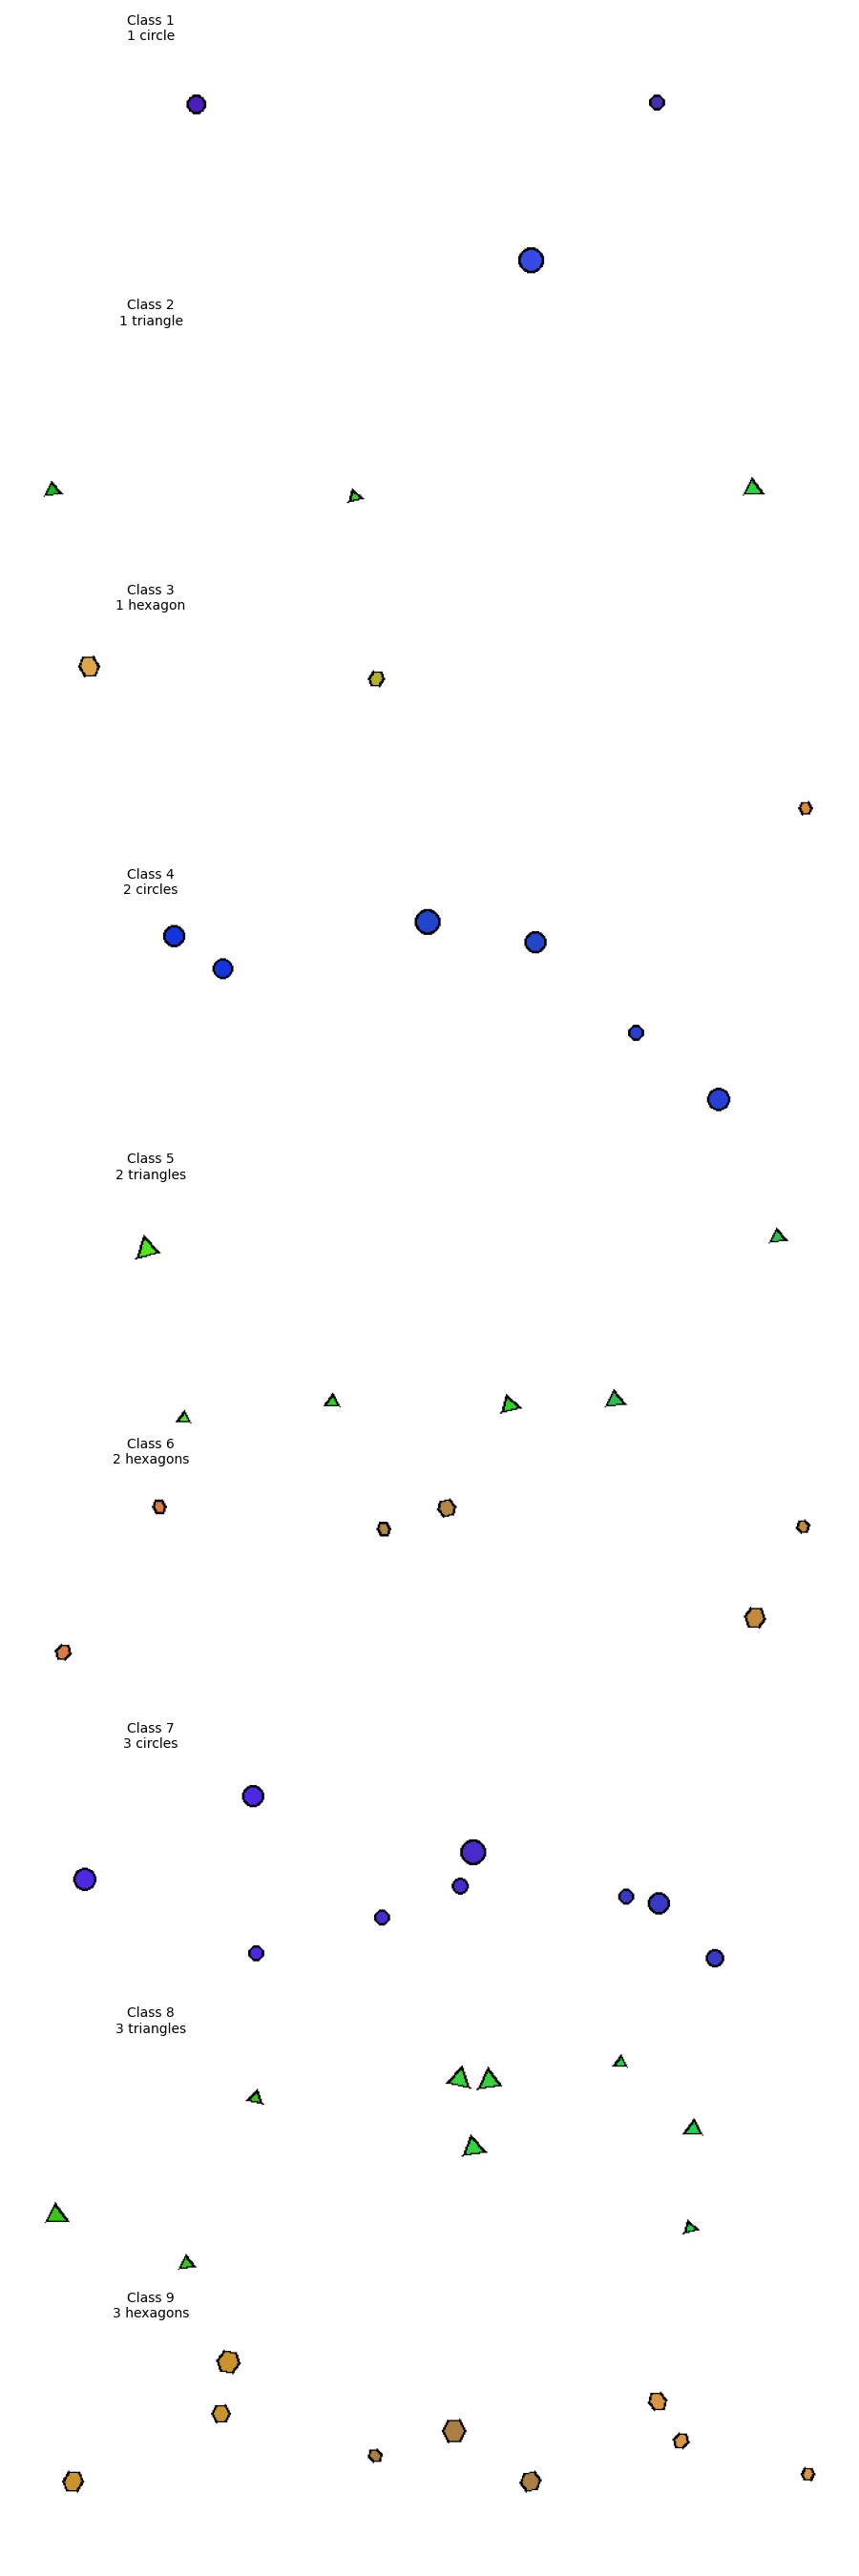 Class 1
1 circle
Class 2
1 triangle
Class 3
1 hexagon
Class 4
2 circles
Class 5
2 triangles
Class 6
2 hexagons
Class 7
3 circles
Class 8
3 triangles
Class 9
3 hexagons